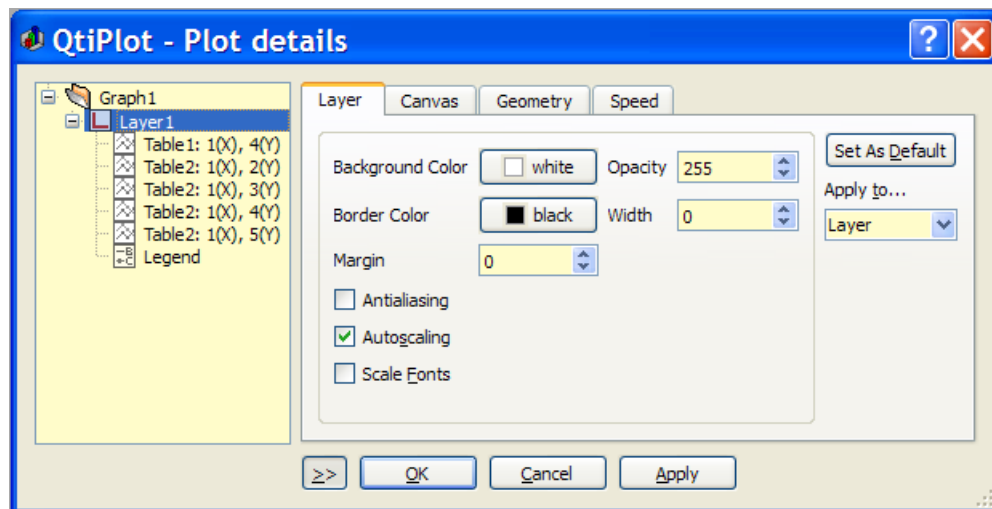 QtiPlot - Plot details
Graph1
Layer1
Table1: 1(X), 4(Y)
Table2: 1(X), 2(Y)
Table2: 1(X), 3(Y)
Table2: 1(X), 4(Y)
Table2: 1(X), 5(Y)
Legend
Layer Canvas Geometry Speed
Background Color white Opacity 255
Border Color black Width 0
Margin 0
Antialiasing
Autoscaling
Scale Fonts
Set As Default
Apply to...
Layer
>> OK Cancel Apply